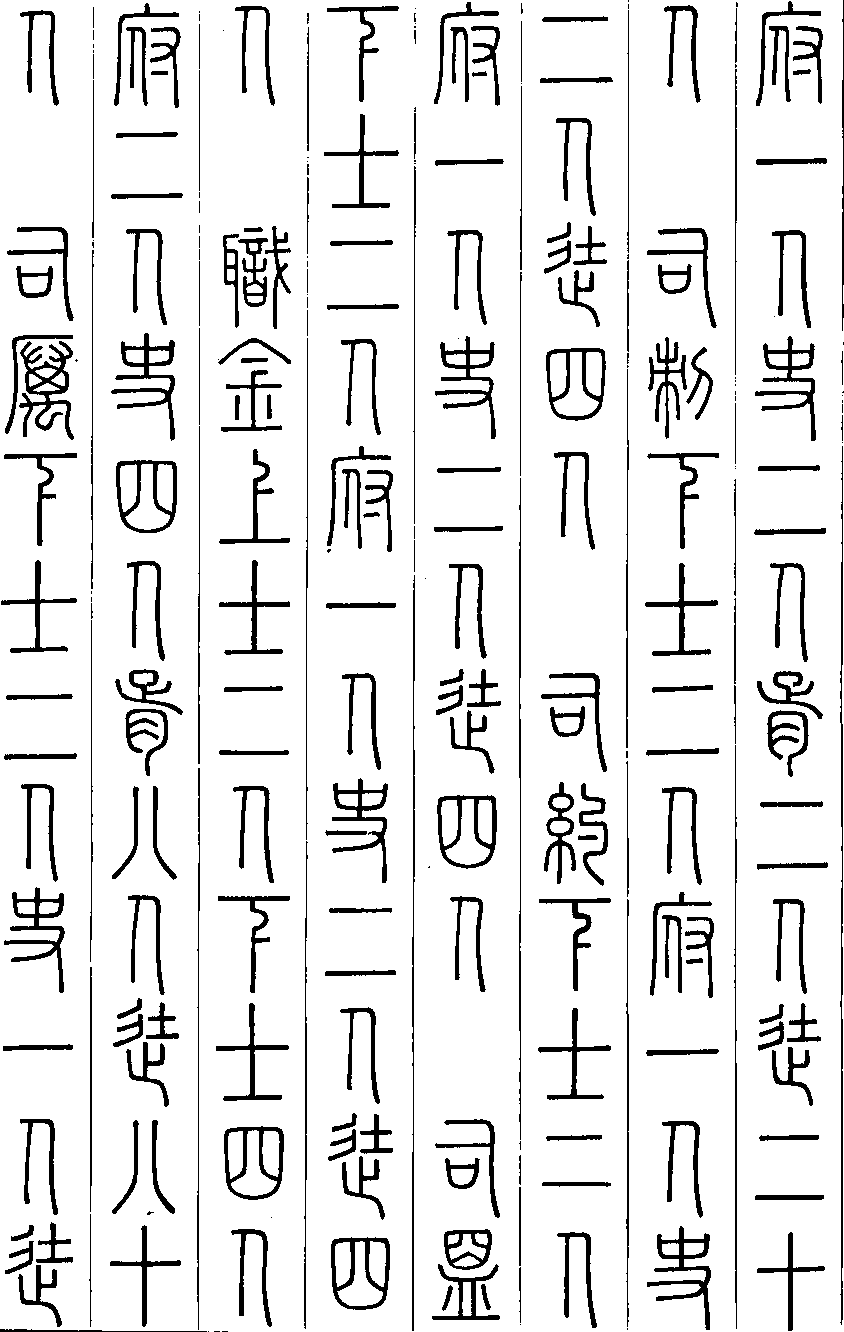 府一人史二人胥二人徒二十
人　司刺下士二人府一人史
二人徒四人　司約下士二人
府一人史二人徒四人　司盟
下士二人府一人史二人徒四
人　職金上士二人下士四人
府二人史四人胥八人徒八十
人　司厲下士二人史一人徒